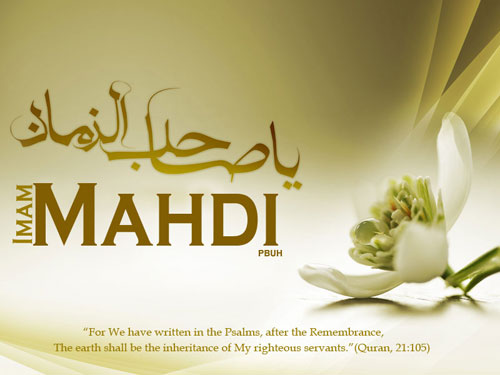 یا صاحب الزمان
IMAM MAHDI
PBUH
“For We have written in the Psalms, after the Remembrance,
The earth shall be the inheritance of My righteous servants.”(Quran, 21:105)